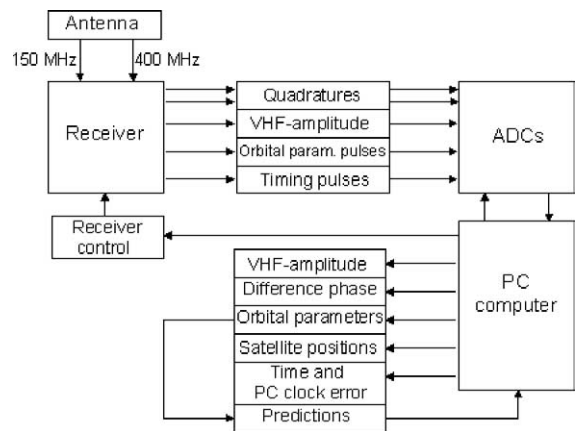 Antenna
150 MHz
400 MHz
Receiver
Quadratures
VHF-amplitude
Orbital param. pulses
Timing pulses
ADCs
Receiver
control
PC
computer
VHF-amplitude
Difference phase
Orbital parameters
Satellite positions
Time and
PC clock error
Predictions